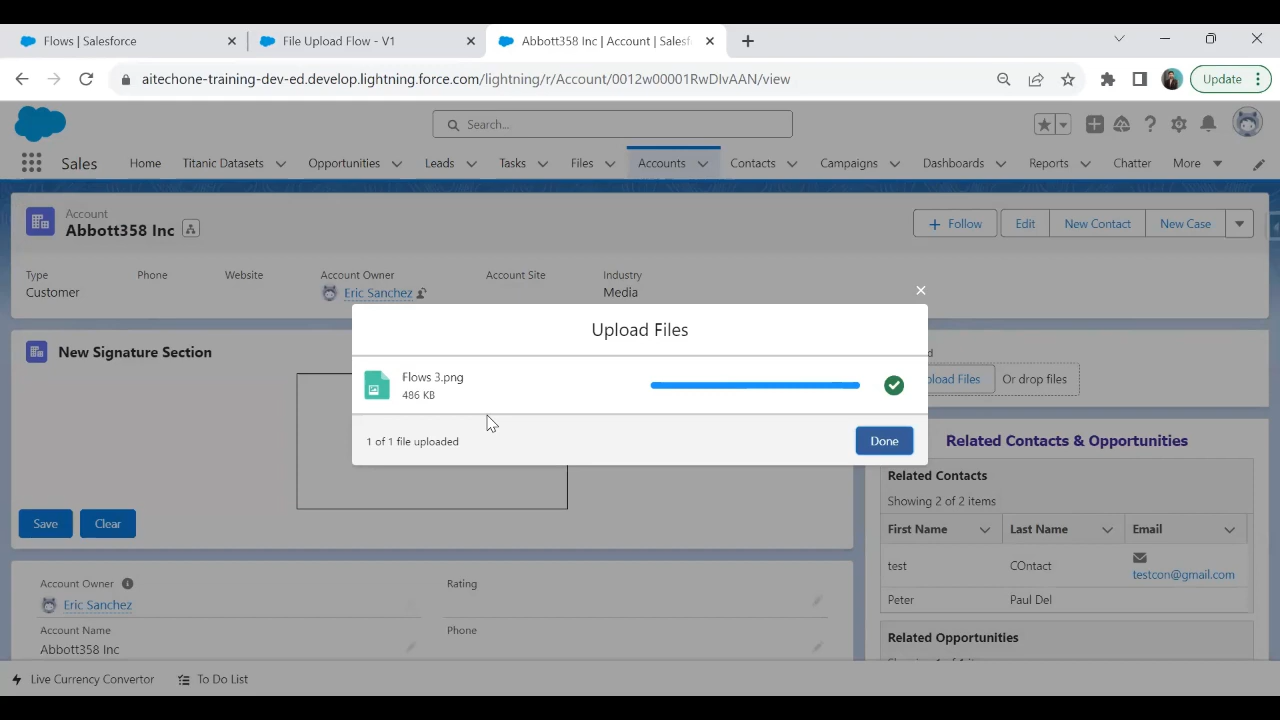 Flows | Salesforce
File Upload Flow - V1
Abbott358 Inc | Account | Salesf
aitechone-training-dev-ed.develop.lightning.force.com/lightning/r/Account/0012w00001RwDlvAAN/view
Update
Search...
Sales
Home
Titanic Datasets
Opportunities
Leads
Tasks
Files
Accounts
Contacts
Campaigns
Dashboards
Reports
Chatter
More
Account
Abbott358 Inc
Follow
Edit
New Contact
New Case
Type
Phone
Website
Account Owner
Account Site
Industry
Customer
Eric Sanchez
Media
Upload Files
Flows 3.png
486 KB
1 of 1 file uploaded
Done
New Signature Section
Save
Clear
d
pload Files
Or drop files
Related Contacts & Opportunities
Related Contacts
Showing 2 of 2 items
First Name
Last Name
Email
test
COntact
testcon@gmail.com
Peter
Paul Del
Related Opportunities
Account Owner
Rating
Eric Sanchez
Account Name
Phone
Abbott358 Inc
Live Currency Convertor
To Do List